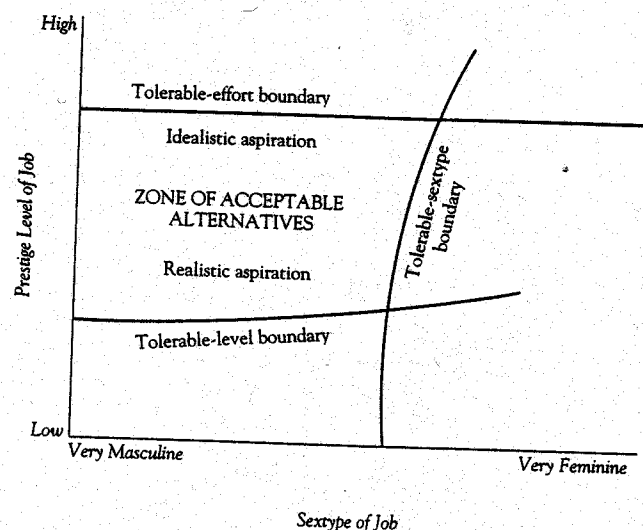 High
Tolerable-effort boundary
Idealistic aspiration
ZONE OF ACCEPTABLE
ALTERNATIVES
Tolerable-sextype
boundary
Prestige Level of Job
Realistic aspiration
Tolerable-level boundary
Low
Very Masculine
Very Feminine
Sextype of Job